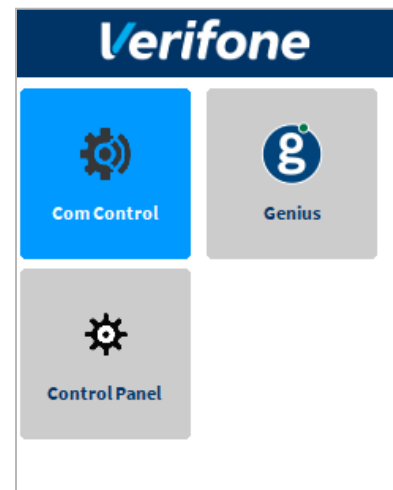 Verifone
Com Control
g
Genius
Control Panel